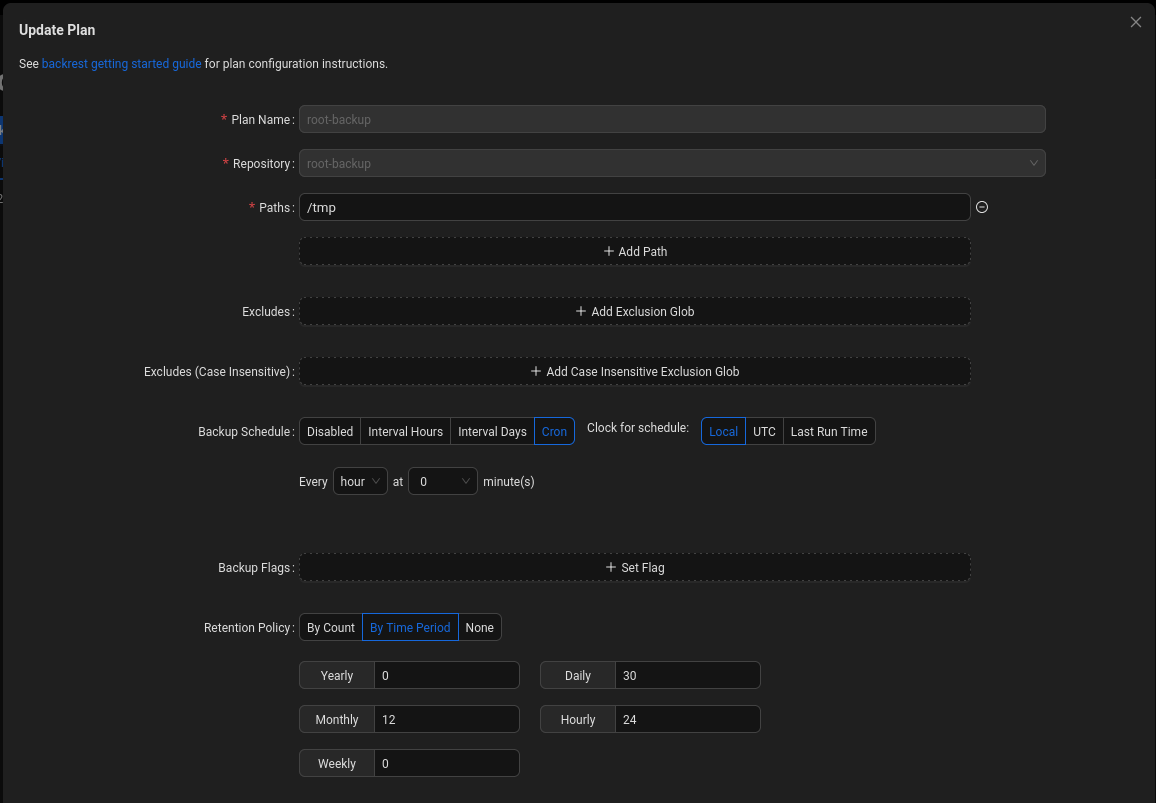 Update Plan
See backrest getting started guide for plan configuration instructions.
* Plan Name: root-backup
* Repository: root-backup
* Paths: /tmp
+ Add Path
Excludes: + Add Exclusion Glob
Excludes (Case Insensitive): + Add Case Insensitive Exclusion Glob
Backup Schedule: Disabled Interval Hours Interval Days Cron Clock for schedule: Local UTC Last Run Time
Every hour at 0 minute(s)
Backup Flags: + Set Flag
Retention Policy: By Count By Time Period None
Yearly 0 Daily 30
Monthly 12 Hourly 24
Weekly 0